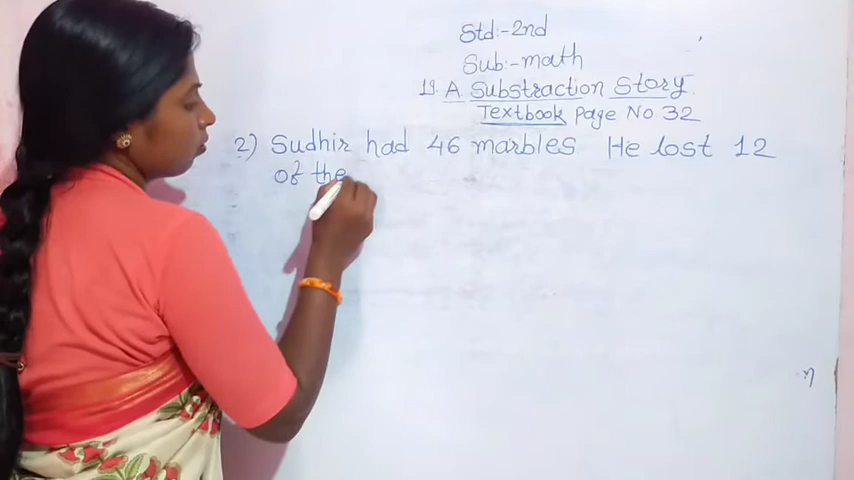 Std:-2nd
Sub:-math
19. A Substraction Story
Textbook page No 32
2) Sudhir had 46 marbles He lost 12
of the